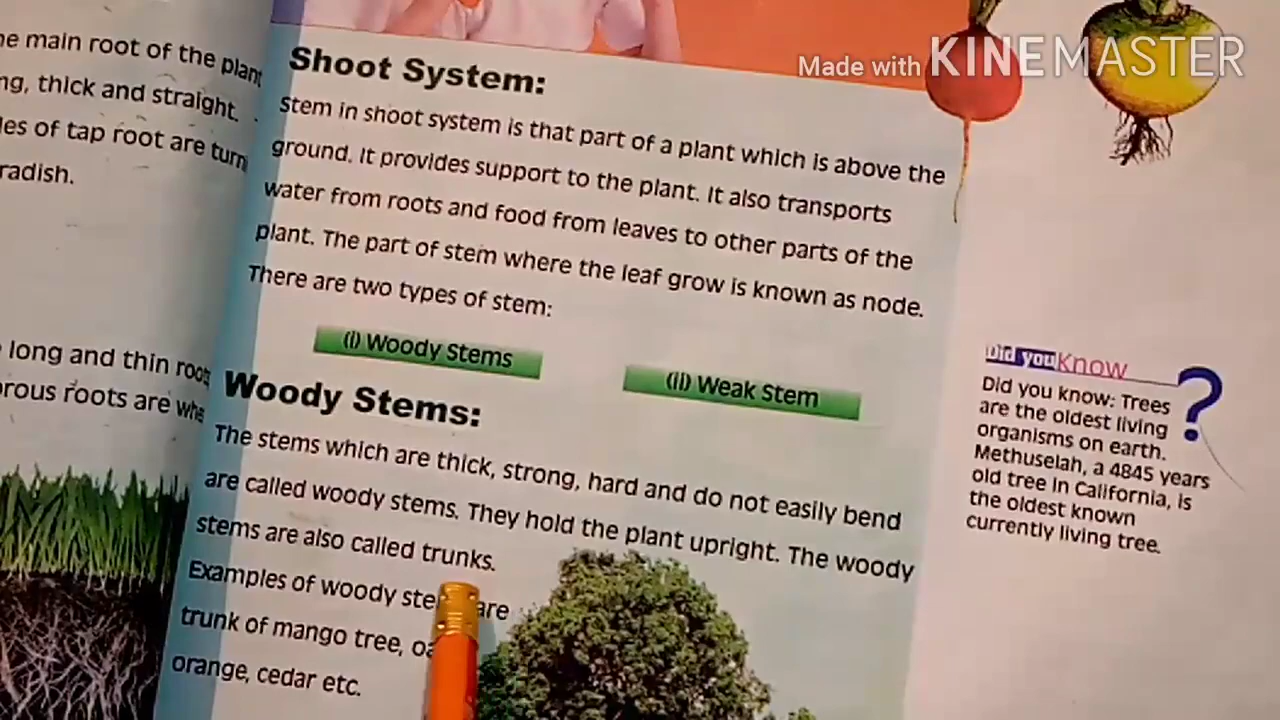 he main root of the plant
ng, thick and straight.
les of tap root are turn
radish.
long and thin roots
rous roots are whe
Shoot System:
stem in shoot system is that part of a plant which is above the
ground. It provides support to the plant. It also transports
water from roots and food from leaves to other parts of the
plant. The part of stem where the leaf grow is known as node.
There are two types of stem:
(i) Woody Stems
(ii) Weak Stem
Woody Stems:
The stems which are thick, strong, hard and do not easily bend
are called woody stems. They hold the plant upright. The woody
stems are also called trunks.
Examples of woody ste are
trunk of mango tree, oa
orange, cedar etc.
Made with KINEMASTER
Did you Know
?
Did you know: Trees
are the oldest living
organisms on earth.
Methuselah, a 4845 years
old tree in California, is
the oldest known
currently living tree.